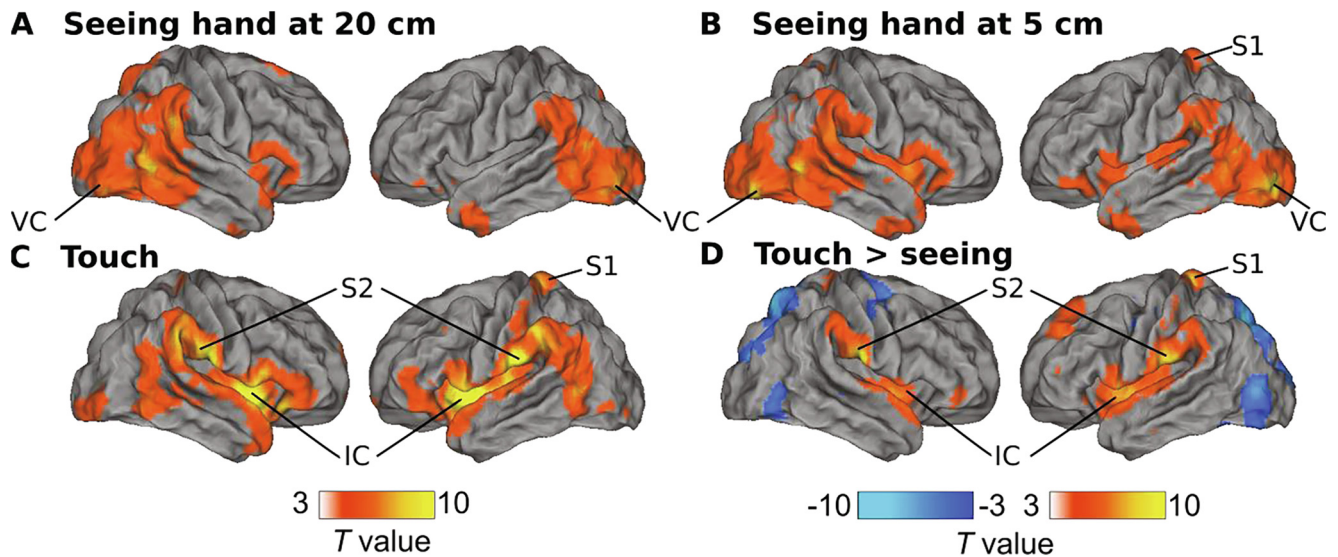 A Seeing hand at 20 cm
B Seeing hand at 5 cm
S1
VC
VC
VC
C Touch
D Touch > seeing
S2
S1
S2
S1
IC
IC
3
10
T value
-10
-3
3
10
T value